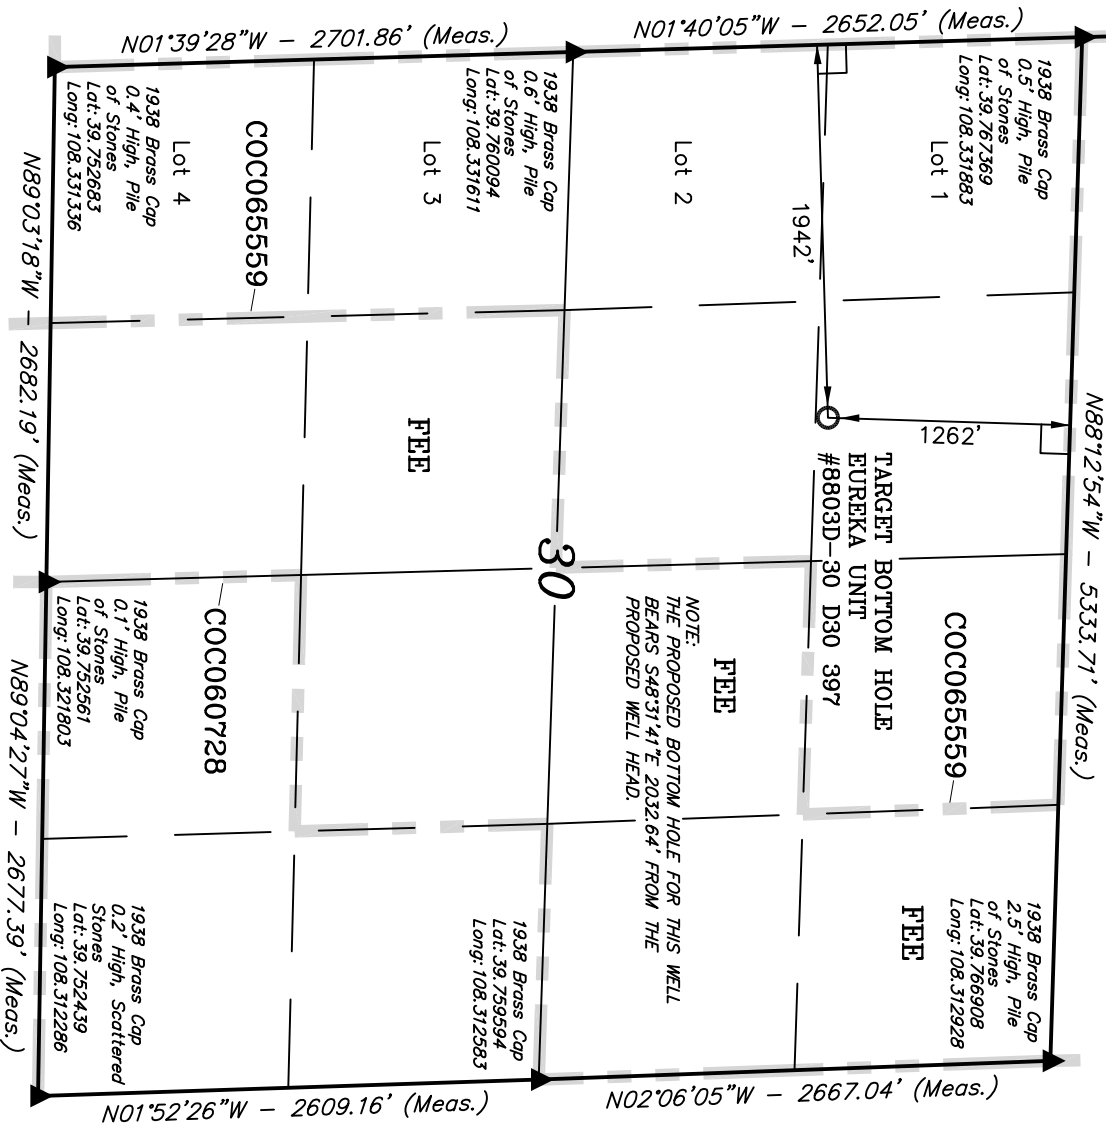 N01°39'28"W - 2701.86' (Meas.)
N01°40'05"W - 2652.05' (Meas.)
1938 Brass Cap
0.5' High, Pile
of Stones
Lat: 39.767369
Long: 108.331883
Lot 1
N88°12'54"W - 5333.71' (Meas.)
1262'
1942'
TARGET BOTTOM HOLE
EUREKA UNIT
#8803D-30 D30 397
COC065559
1938 Brass Cap
2.5' High, Pile
of Stones
Lat: 39.766908
Long: 108.312928
FEE
Lot 2
FEE
NOTE:
THE PROPOSED BOTTOM HOLE FOR THIS WELL
BEARS S48°31'41"E 2032.64' FROM THE
PROPOSED WELL HEAD.
1938 Brass Cap
0.6' High, Pile
of Stones
Lat: 39.760094
Long: 108.331611
30
1938 Brass Cap
Lat: 39.759594
Long: 108.312583
Lot 3
FEE
COC065559
COC060728
Lot 4
1938 Brass Cap
0.4' High, Pile
of Stones
Lat: 39.752683
Long: 108.331336
1938 Brass Cap
0.1' High, Pile
of Stones
Lat: 39.752561
Long: 108.321803
1938 Brass Cap
0.2' High, Scattered
Stones
Lat: 39.752439
Long: 108.312286
N89°03'18"W - 2682.19' (Meas.)
N89°04'27"W - 2677.39' (Meas.)
N01°52'26"W - 2609.16' (Meas.)
N02°06'05"W - 2667.04' (Meas.)